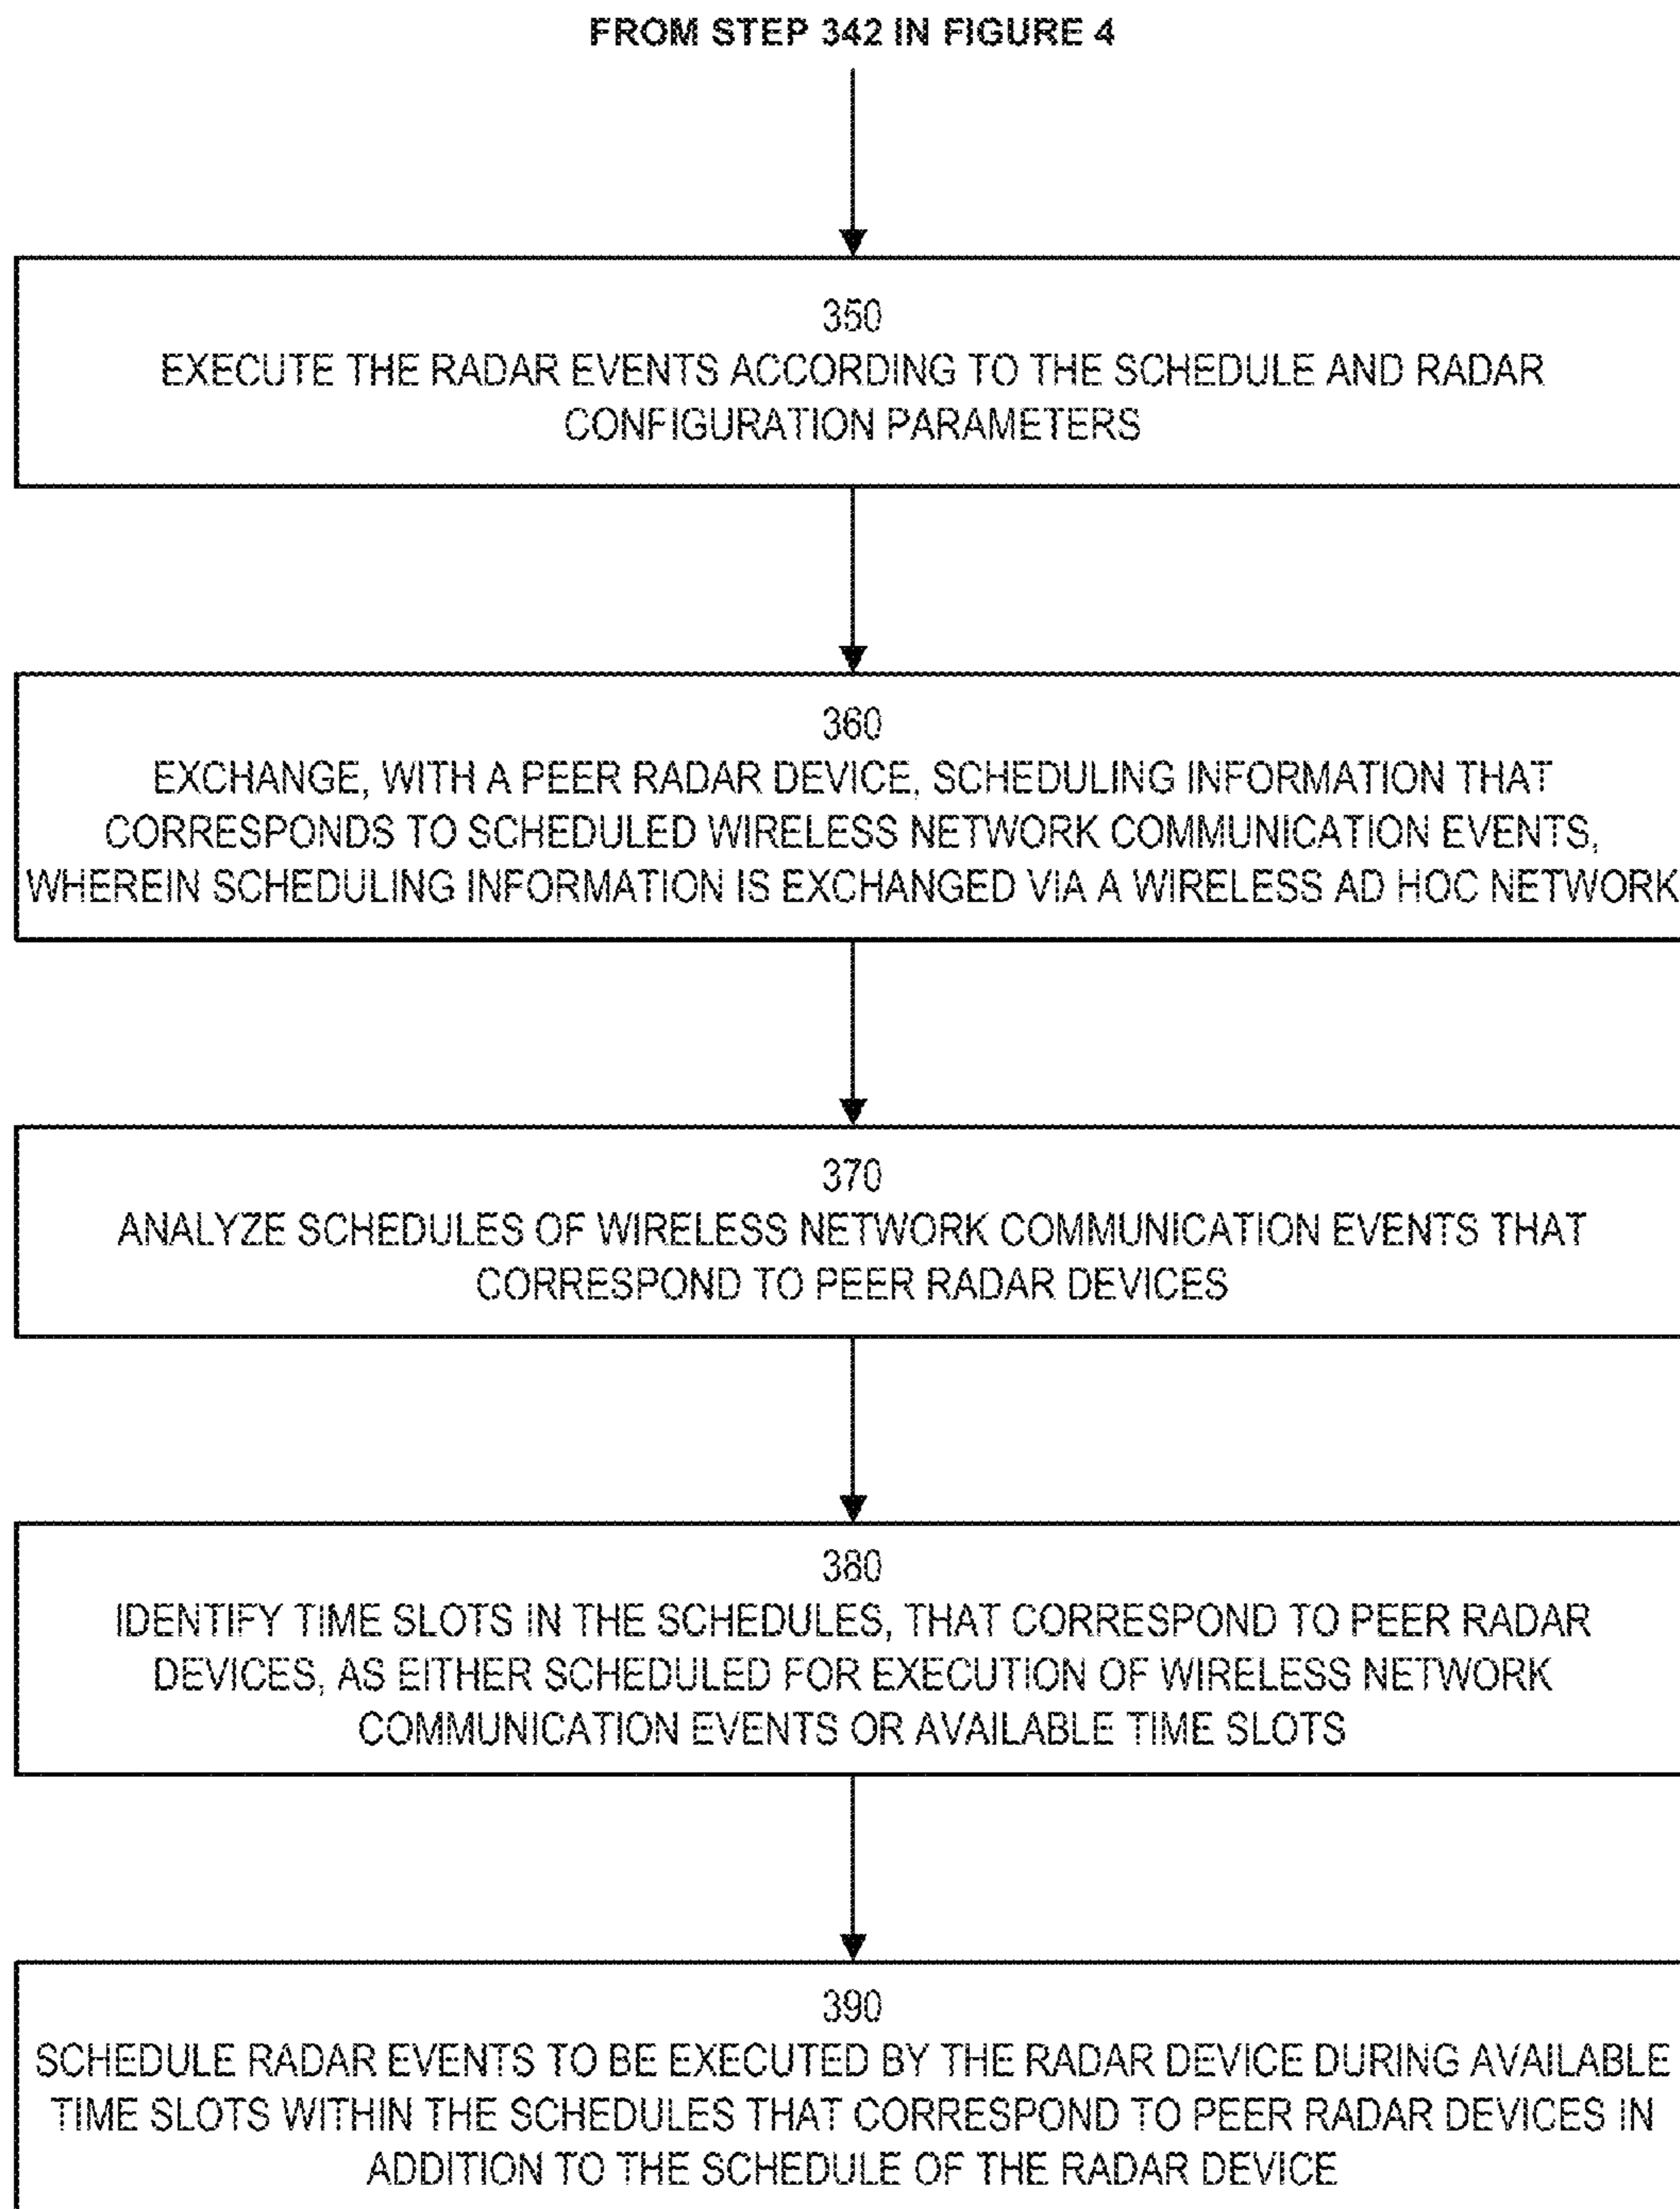 FROM STEP 342 IN FIGURE 4
350
EXECUTE THE RADAR EVENTS ACCORDING TO THE SCHEDULE AND RADAR
CONFIGURATION PARAMETERS
360
EXCHANGE, WITH A PEER RADAR DEVICE, SCHEDULING INFORMATION THAT
CORRESPONDS TO SCHEDULED WIRELESS NETWORK COMMUNICATION EVENTS,
WHEREIN SCHEDULING INFORMATION IS EXCHANGED VIA A WIRELESS AD HOC NETWORK
370
ANALYZE SCHEDULES OF WIRELESS NETWORK COMMUNICATION EVENTS THAT
CORRESPOND TO PEER RADAR DEVICES
380
IDENTIFY TIME SLOTS IN THE SCHEDULES, THAT CORRESPOND TO PEER RADAR
DEVICES, AS EITHER SCHEDULED FOR EXECUTION OF WIRELESS NETWORK
COMMUNICATION EVENTS OR AVAILABLE TIME SLOTS
390
SCHEDULE RADAR EVENTS TO BE EXECUTED BY THE RADAR DEVICE DURING AVAILABLE
TIME SLOTS WITHIN THE SCHEDULES THAT CORRESPOND TO PEER RADAR DEVICES IN
ADDITION TO THE SCHEDULE OF THE RADAR DEVICE